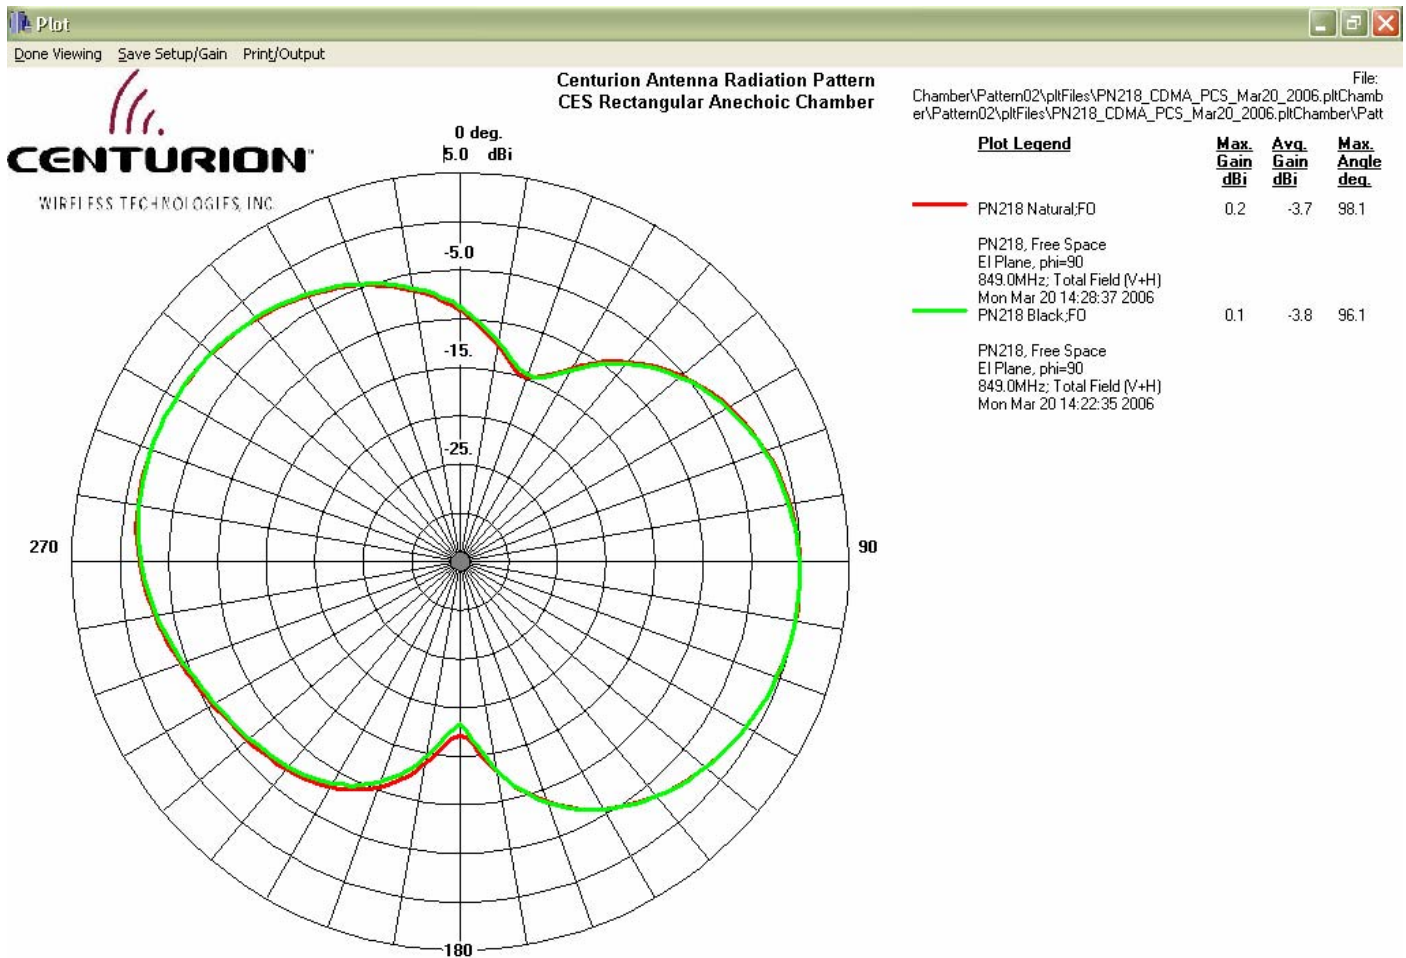 Plot
Done Viewing Save Setup/Gain Print/Output
CENTURION
WIRELESS TECHNOLOGIES, INC.
Centurion Antenna Radiation Pattern
CES Rectangular Anechoic Chamber
File:
Chamber\Pattern02\pltFiles\PN218_CDMA_PCS_Mar20_2006.pltChamb
er\Pattern02\pltFiles\PN218_CDMA_PCS_Mar20_2006.pltChamber\Patt
0 deg.
5.0 dBi
-5.0
-15.
-25.
270
90
180
Plot Legend Max. Gain dBi Avg. Gain dBi Max. Angle deg.
PN218 Natural;FO 0.2 -3.7 98.1
PN218, Free Space
El Plane, phi=90
849.0MHz; Total Field (V+H)
Mon Mar 20 14:28:37 2006
PN218 Black;FO 0.1 -3.8 96.1
PN218, Free Space
El Plane, phi=90
849.0MHz; Total Field (V+H)
Mon Mar 20 14:22:35 2006